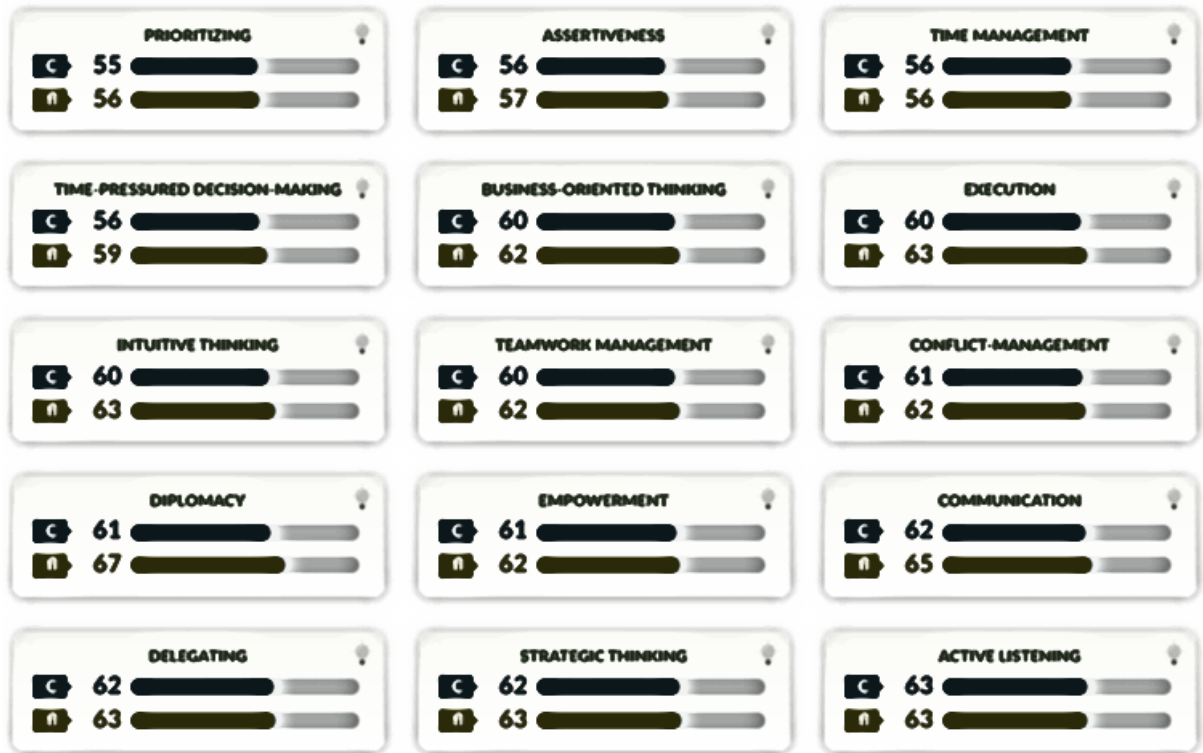 PRIORITIZING
C 55
56
ASSERTIVENESS
C 56
57
TIME MANAGEMENT
C 56
56
TIME-PRESSURED DECISION-MAKING
C 56
59
BUSINESS-ORIENTED THINKING
C 60
62
EXECUTION
C 60
63
INTUITIVE THINKING
C 60
63
TEAMWORK MANAGEMENT
C 60
62
CONFLICT-MANAGEMENT
C 61
62
DIPLOMACY
C 61
67
EMPOWERMENT
C 61
62
COMMUNICATION
C 62
65
DELEGATING
C 62
63
STRATEGIC THINKING
C 62
63
ACTIVE LISTENING
C 63
63